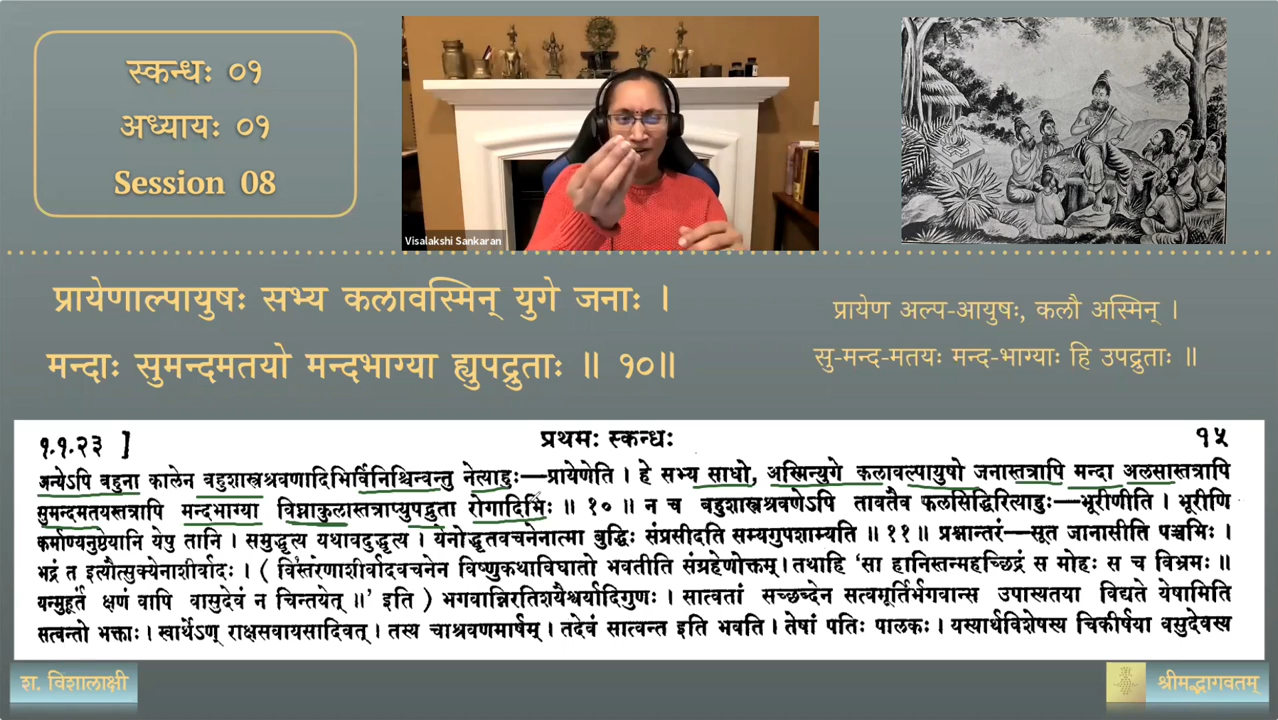 स्कन्धः ०१
अध्यायः ०१
Session 08
Visalakshi Sankaran
प्रायेणाल्पायुषः सभ्य कलावस्मिन् युगे जनाः ।
मन्दाः सुमन्दमतयो मन्दभाग्या ह्युपद्रुताः ॥ १०॥
प्रायेण अल्प-आयुषः, कलौ अस्मिन् ।
सु-मन्द-मतयः मन्द-भाग्याः हि उपद्रुताः ॥
१.१.२३ ] प्रथमः स्कन्धः १५
अन्येऽपि बहुना कालेन बहुशास्त्रश्रवणादिभिर्विनिश्चिन्वन्तु नेत्याहुः—प्रायेणेति । हे सभ्य साधो, अस्मिन्युगे कलावल्पायुषो जनास्तत्रापि मन्दा अलसास्तत्रापि
सुमन्दमतयस्तत्रापि मन्दभाग्या विघ्नाकुलास्तत्राप्युपद्रुता रोगादिभिः ॥ १० ॥ न च बहुशास्त्रश्रवणेऽपि तावतैव फलसिद्धिरित्याहुः—भूरीणीति । भूरीणि
कर्माण्यनुष्ठेयानि येषु तानि । समुद्धृत्य यथावदुद्धृत्य । येनोद्धृतवचनेनात्मा बुद्धिः संप्रसीदति सम्यगुपशाम्यति ॥ ११ ॥ प्रश्नान्तरं—सूत जानासीति पञ्चभिः ।
भद्रं त इत्यौत्सुक्येनाशीर्वादः । ( विस्तरेणाशीर्वादवचनेन विष्णुकथाविघातो भवतीति संग्रहेणोक्तम् । तथाहि 'सा हानिस्तन्महच्छिद्रं स मोहः स च विभ्रमः ॥
यन्मुहूर्तं क्षणं वापि वासुदेवं न चिन्तयेत् ॥' इति ) भगवान्निरतिशयैश्वर्यादिगुणः । सात्वतां सच्छब्देन सत्वमूर्तिर्भगवान्स उपास्यतया विद्यते येषामिति
सत्वन्तो भक्ताः । स्वार्थेऽण् राक्षसवायसादिवत् । तस्य चाश्रवणमार्षम् । तदेवं सात्वन्त इति भवति । तेषां पतिः पालकः । यस्यार्थविशेषस्य चिकीर्षया वसुदेवस्य
श. विशालाक्षी
श्रीमद्भागवतम्